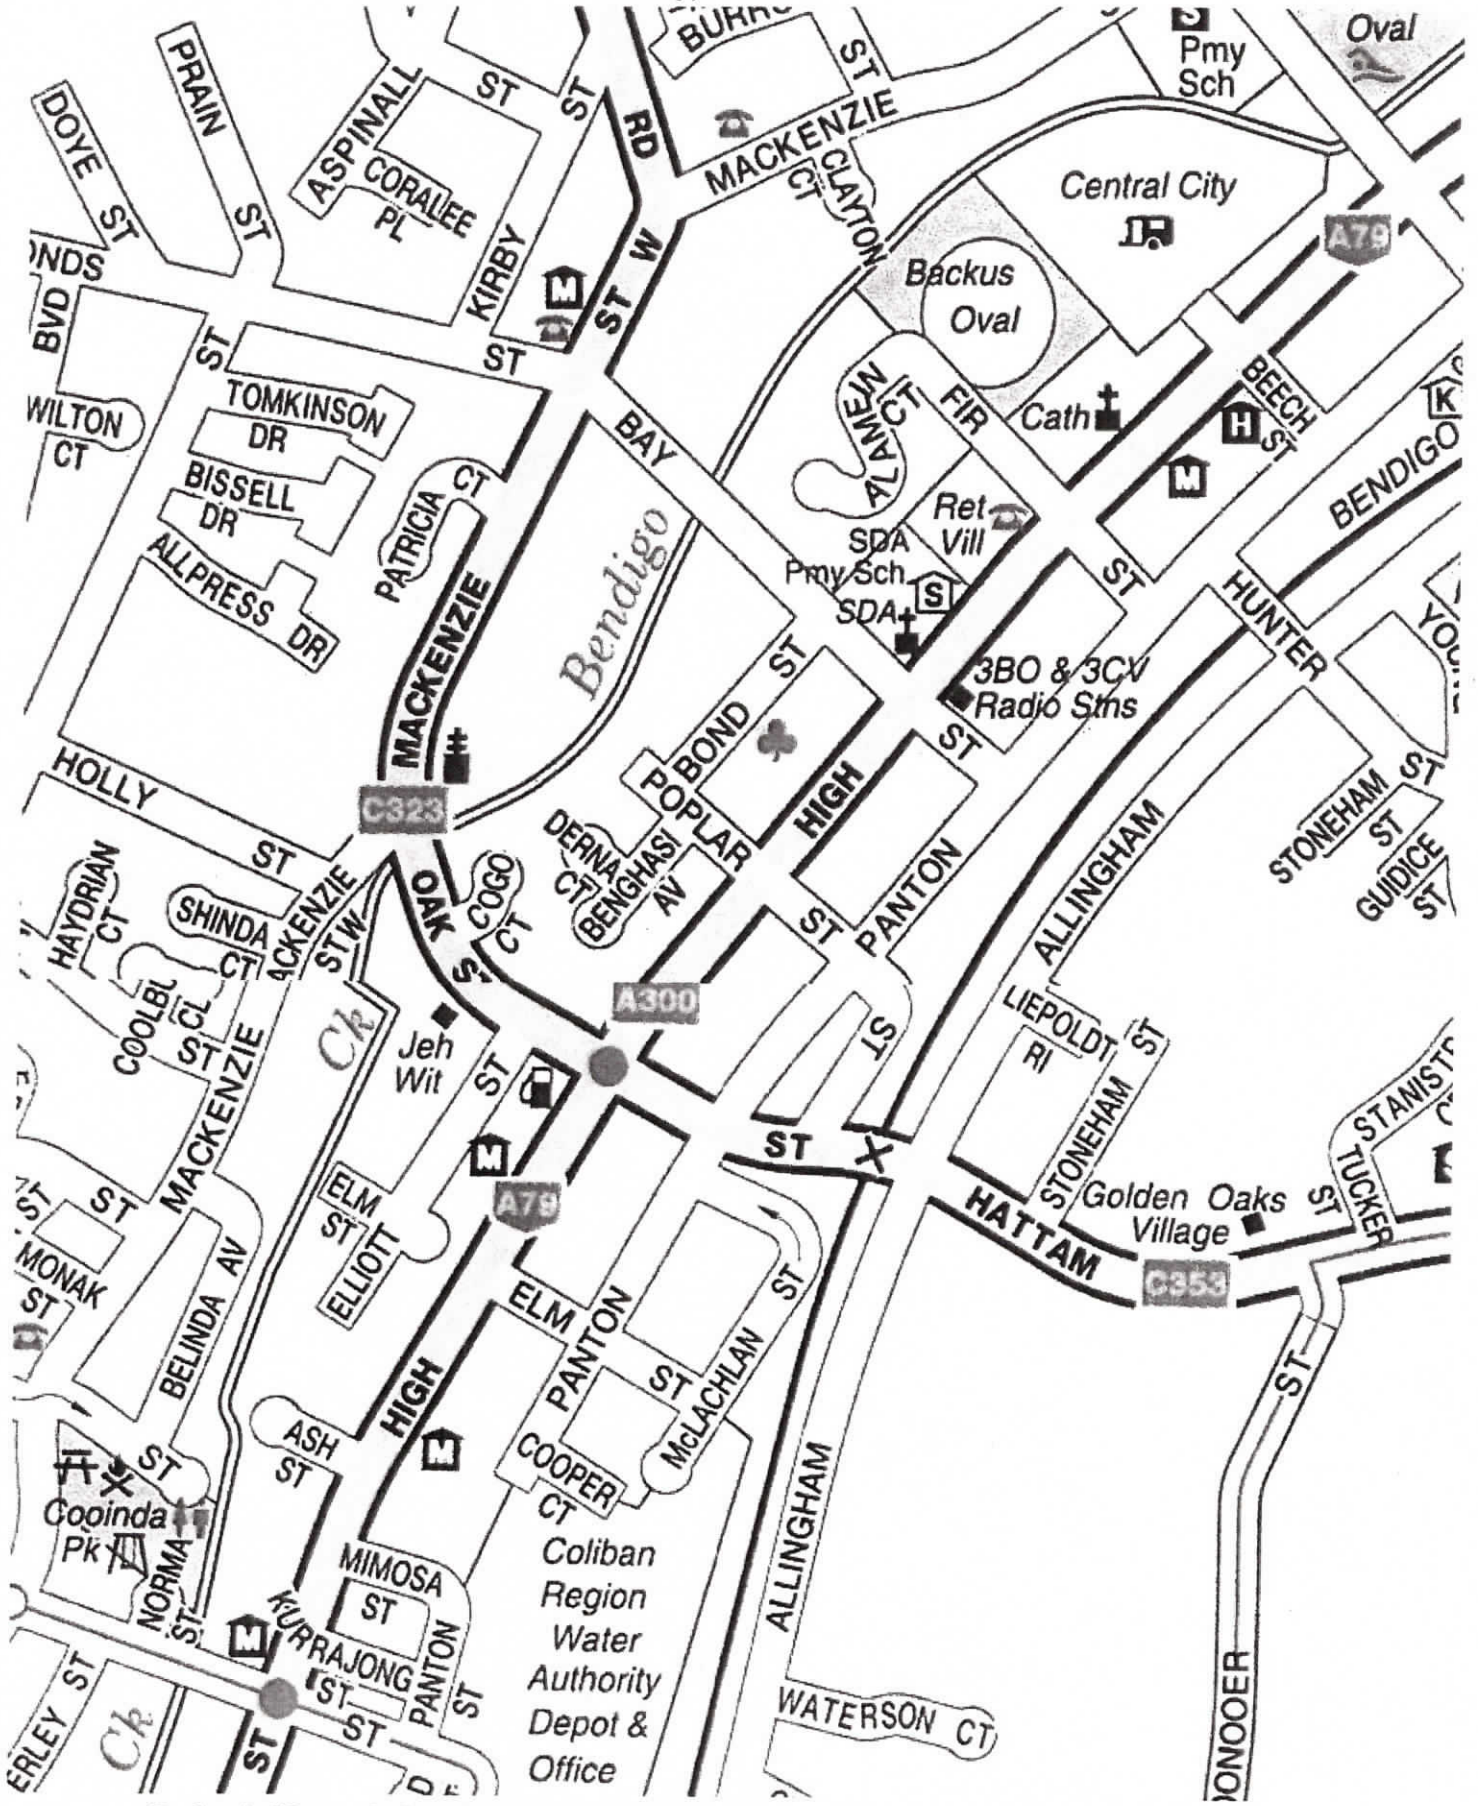 Oval
S
Pmy
Sch
PRAIN
ST
DOYE
ST
ASPINALL
ST
ST
CORALEE
PL
KIRBY
ST
RD
ST
MACKENZIE
CLAYTON
CT
Central City
A79
W
ST
M
Backus
Oval
BVD
ST
WILTON
CT
TOMKINSON
DR
BISSELL
DR
ALLPRESS
DR
PATRICIA
CT
BAY
ALAMEIN
CT
FIR
Cath
BEECH
ST
H
M
K
BENDIGO
Ret
Vill
SDA
Pmy Sch
S
SDA
ST
HUNTER
MACKENZIE
Bendigo
ST
3BO & 3CV
Radio Stns
ST
BOND
POPLAR
HIGH
HOLLY
ST
C323
DERNA
CT
BENGHASI
AV
ST
PANTON
ALLINGHAM
STONEHAM
ST
ST
GUIDICE
ST
HAYDRIAN
CT
SHINDA
CT
ST W
OAK
ST
COGO
CT
CL
ST
MACKENZIE
Ck
A300
Jeh
Wit
ST
ST
LIEPOLDT
RI
ST
STONEHAM
ST
X
M
A79
ELM
ST
ELLIOTT
ST
ST
MONAK
ST
BELINDA
AV
HATTAM
Golden Oaks
Village
C353
ST
TUCKER
ELM
ST
PANTON
McLACHLAN
ST
HIGH
M
ASH
ST
COOPER
CT
ST
Cooinda
Pk
NORMA
ST
MIMOSA
ST
M
KURRAJONG
ST
PANTON
ST
ST
ST
ST
Ck
Coliban
Region
Water
Authority
Depot &
Office
ALLINGHAM
WATERSON CT
ST